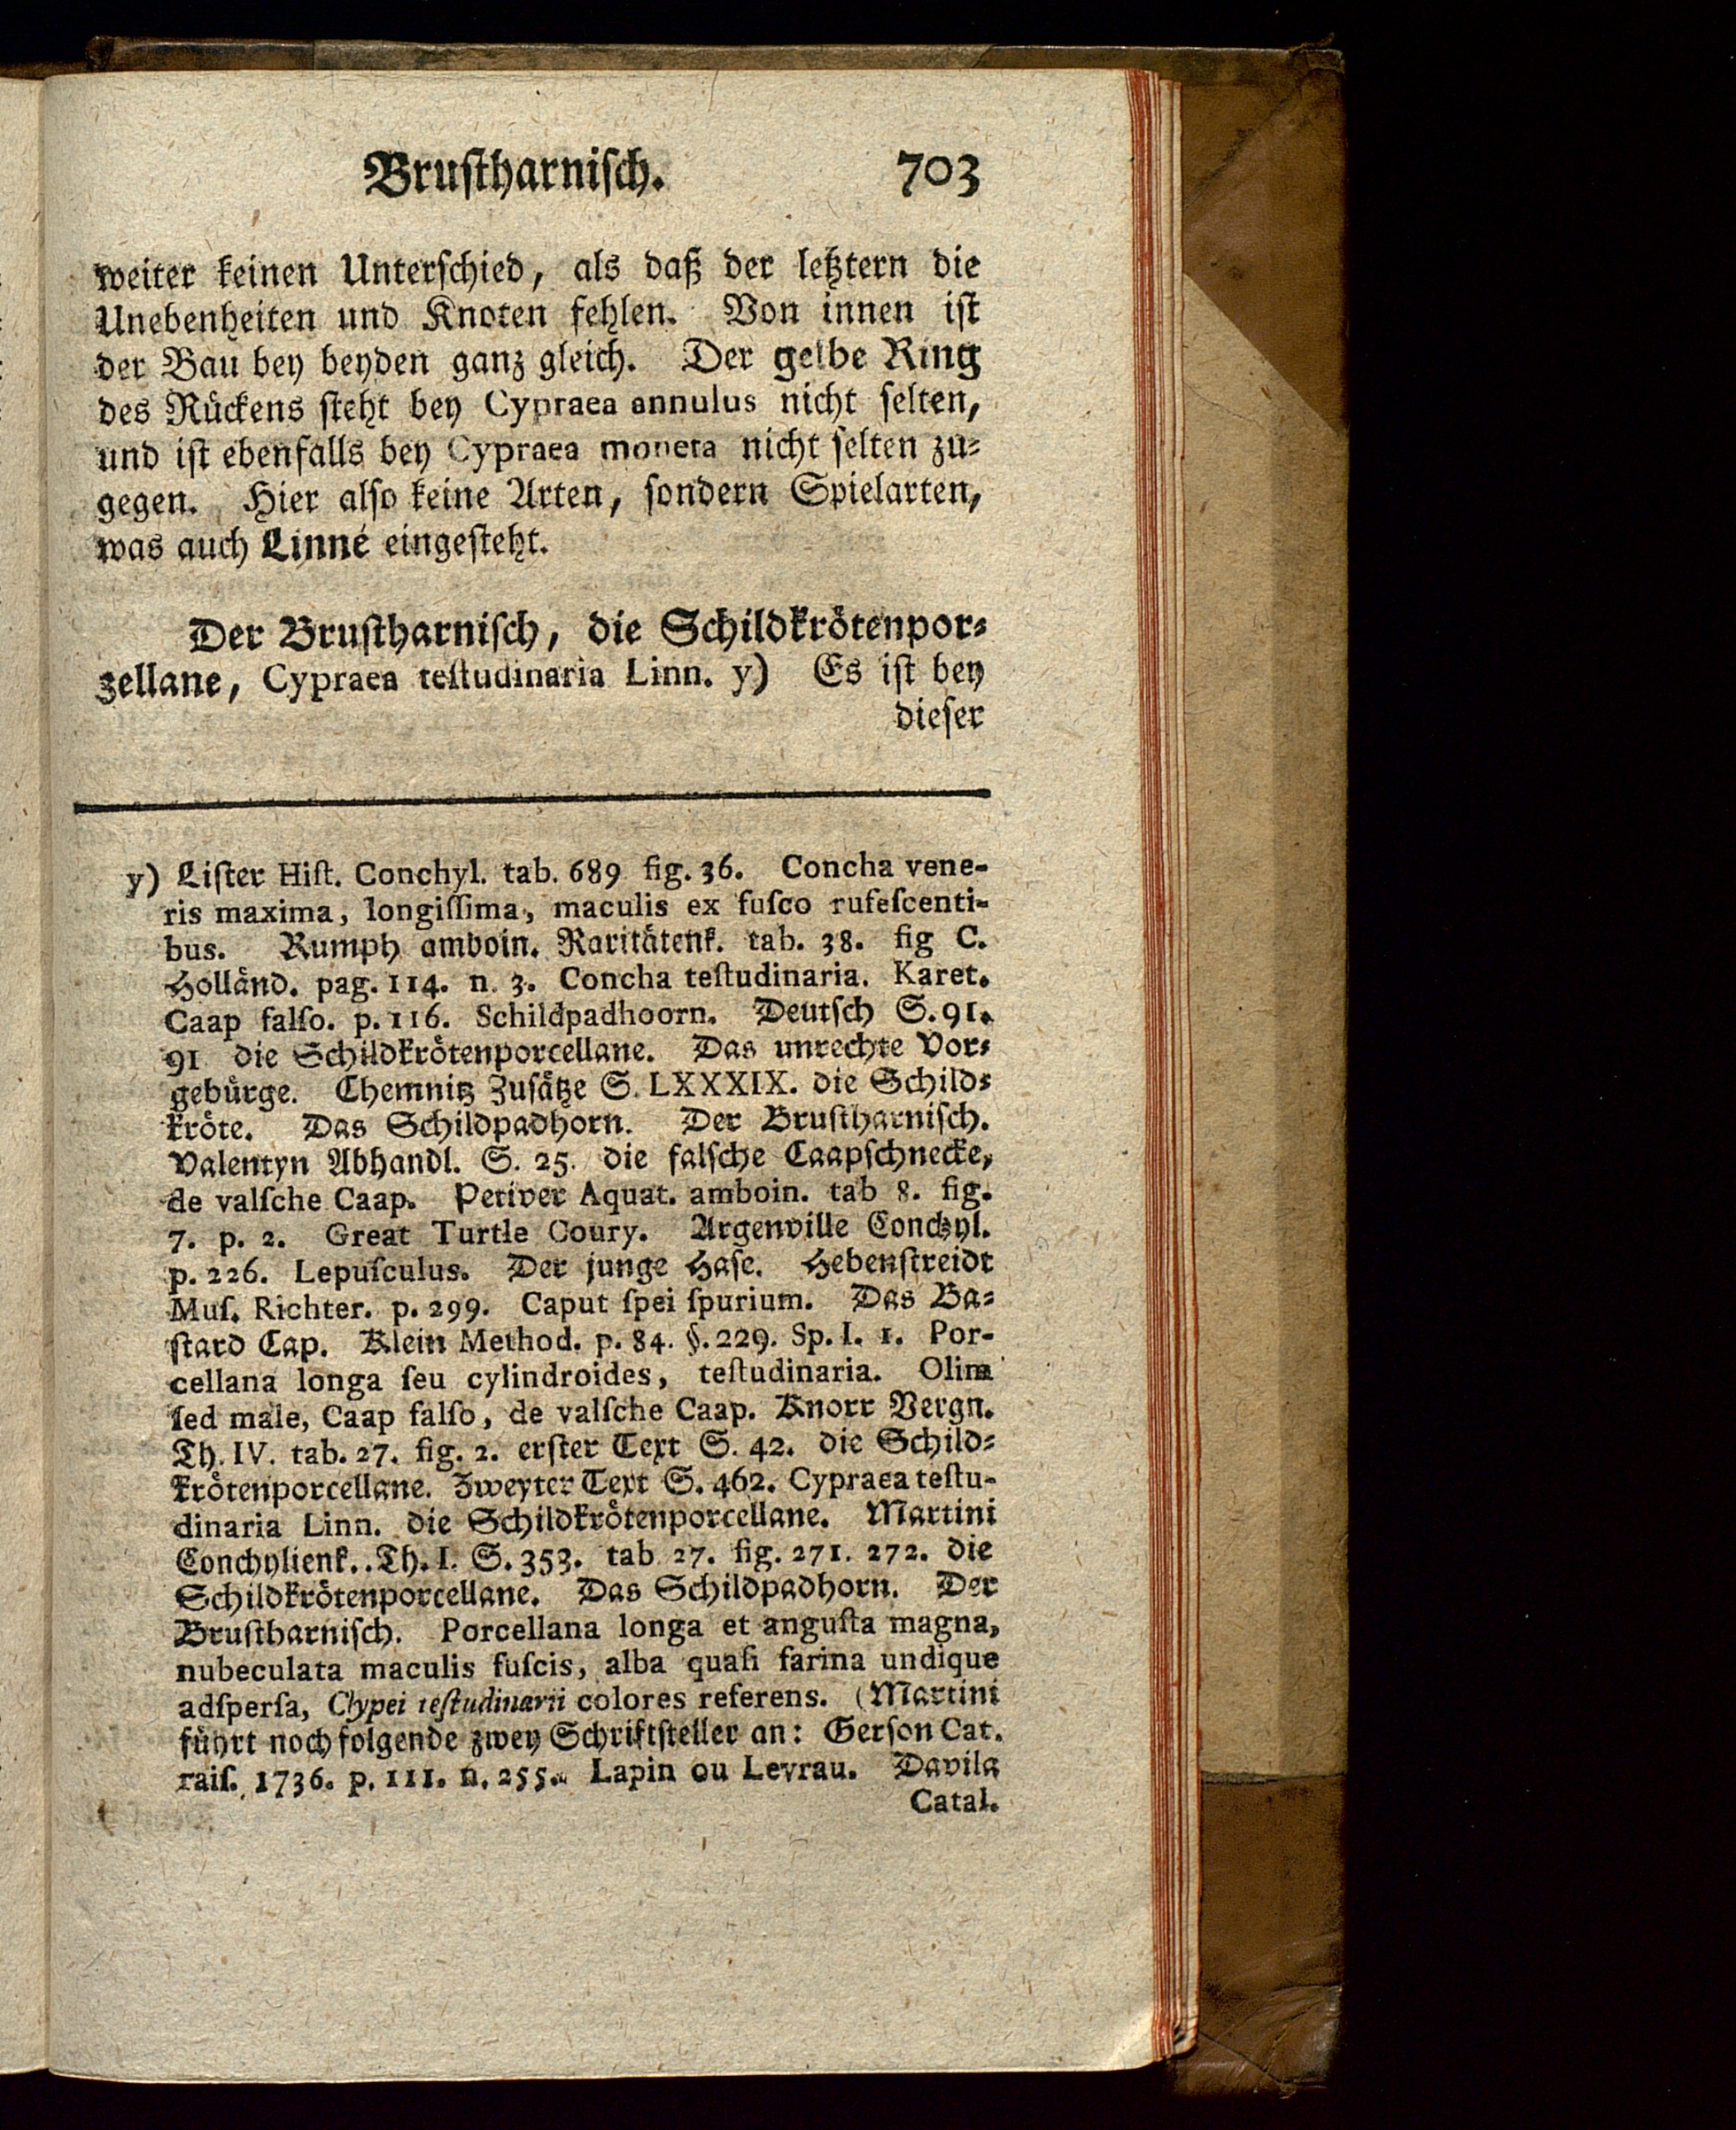 Brustharnisch. 703
weiter keinen Unterschied, als daß der letztern die
Unebenheiten und Knoten fehlen. Von innen ist
der Bau bey beyden ganz gleich. Der gelbe Ring
des Rückens steht bey Cypraea annulus nicht selten,
und ist ebenfalls bey Cypraea moneta nicht selten zu-
gegen. Hier also keine Arten, sondern Spielarten,
was auch Linné eingesteht.
Der Brustharnisch, die Schildkrötenpor-
zellane, Cypraea testudinaria Linn. y) Es ist bey
dieser
y) Lister Hiſt. Conchyl. tab. 689 fig. 36. Concha vene-
ris maxima, longiſſima, maculis ex fuſco rufeſcenti-
bus. Rumph amboin. Raritätenk. tab. 38. fig C.
Holländ. pag. 114. n. 3. Concha teſtudinaria. Karet.
Caap falſo. p. 116. Schildpadhoorn. Deutsch S. 91.
91 die Schildkrötenporcellane. Das unrechte Vor-
gebürge. Chemnitz Zusätze S. LXXXIX. die Schild-
kröte. Das Schildpadhorn. Der Brustharnisch.
Valentyn Abhandl. S. 25. die falsche Caapschnecke,
de valſche Caap. Petiver Aquat. amboin. tab 8. fig.
7. p. 2. Great Turtle Coury. Argenville Conchyl.
p. 226. Lepuſculus. Der junge Hase. Hebenstreidt
Muſ. Richter. p. 299. Caput ſpei ſpurium. Das Ba-
stard Cap. Klein Method. p. 84. §. 229. Sp. I. 1. Por-
cellana longa ſeu cylindroides, teſtudinaria. Olim
ſed male, Caap falſo, de valſche Caap. Knorr Vergn.
Th. IV. tab. 27. fig. 2. erster Text S. 42. die Schild-
krötenporcellane. Zweyter Text S. 462. Cypraea teſtu-
dinaria Linn. die Schildkrötenporcellane. Martini
Conchylienk. Th. I. S. 353. tab 27. fig. 271. 272. die
Schildkrötenporcellane. Das Schildpadhorn. Der
Brustharnisch. Porcellana longa et anguſta magna,
nubeculata maculis fuſcis, alba quaſi farina undique
adſperſa, Clypei teſtudinarii colores referens. (Martini
führt noch folgende zwey Schriftsteller an: Gerson Cat.
raiſ. 1736. p. 111. n. 255. Lapin ou Levrau. Davila
Catal.